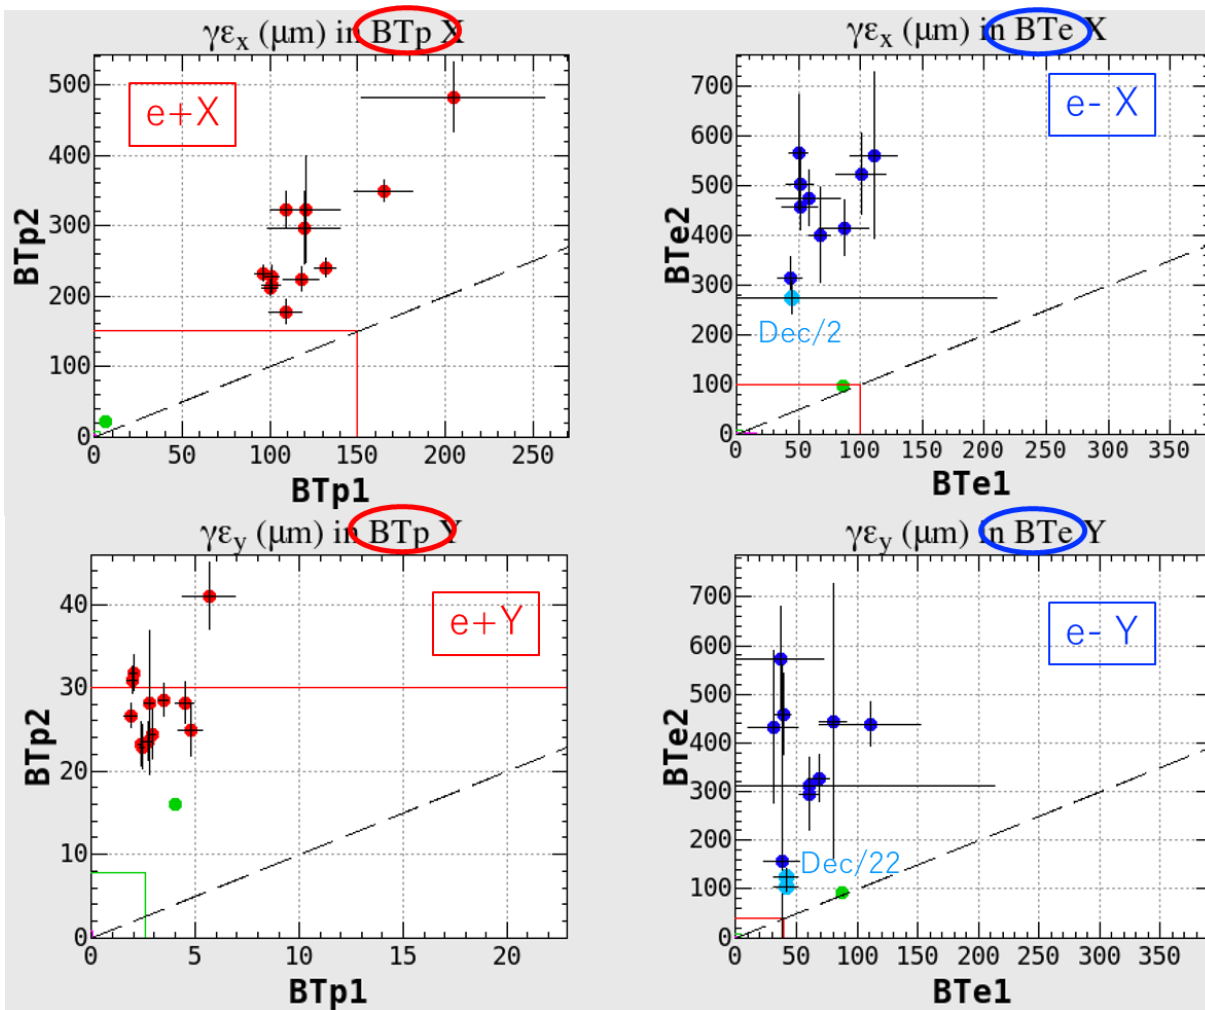 γεx (μm) in BTp X
e+X
500
400
300
200
100
0
0 50 100 150 200 250
BTp2
BTp1
γεx (μm) in BTe X
e- X
700
600
500
400
300
200
100
0
Dec/2
0 50 100 150 200 250 300 350
BTe2
BTe1
γεy (μm) in BTp Y
e+Y
40
30
20
10
0
0 5 10 15 20
BTp2
BTp1
γεy (μm) in BTe Y
e- Y
700
600
500
400
300
200
100
0
Dec/22
0 50 100 150 200 250 300 350
BTe2
BTe1